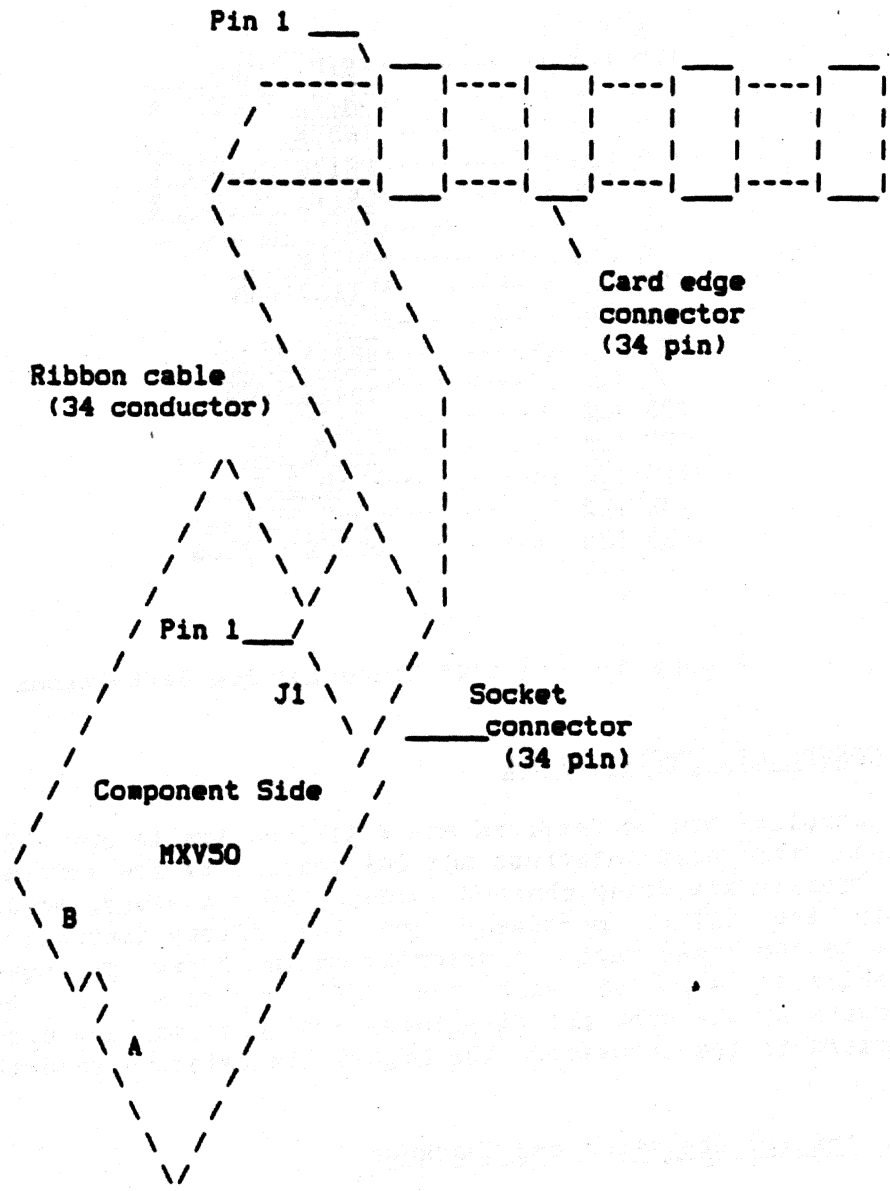 Pin 1
Card edge
connector
(34 pin)
Ribbon cable
(34 conductor)
Pin 1
J1
Socket
connector
(34 pin)
Component Side
MXV50
B
A